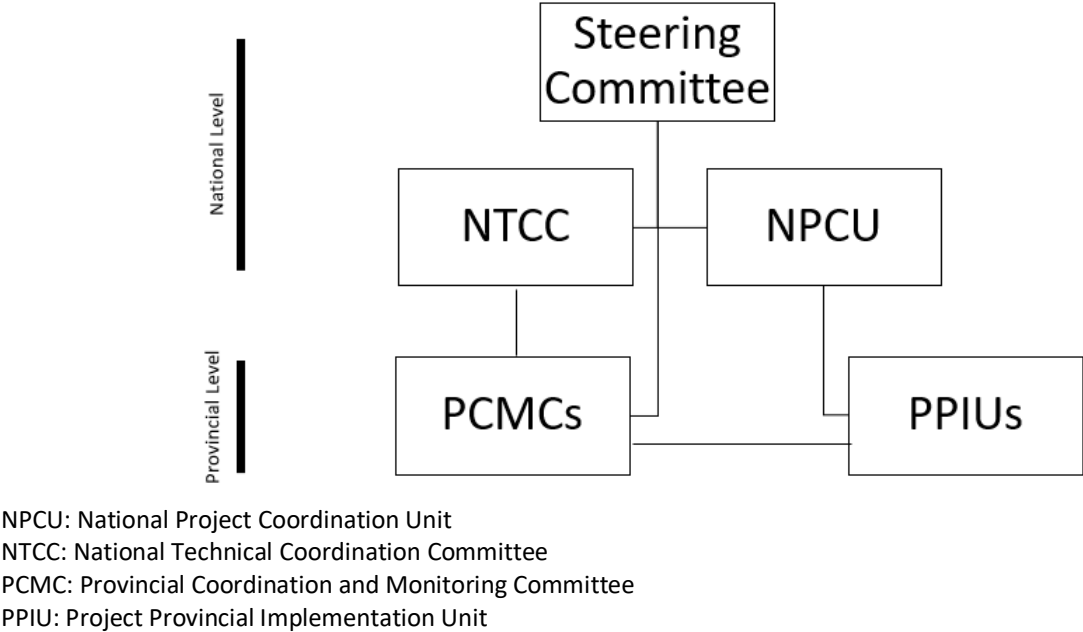 Steering
Committee
National Level
NTCC
NPCU
Provincial Level
PCMCs
PPIUs
NPCU: National Project Coordination Unit
NTCC: National Technical Coordination Committee
PCMC: Provincial Coordination and Monitoring Committee
PPIU: Project Provincial Implementation Unit